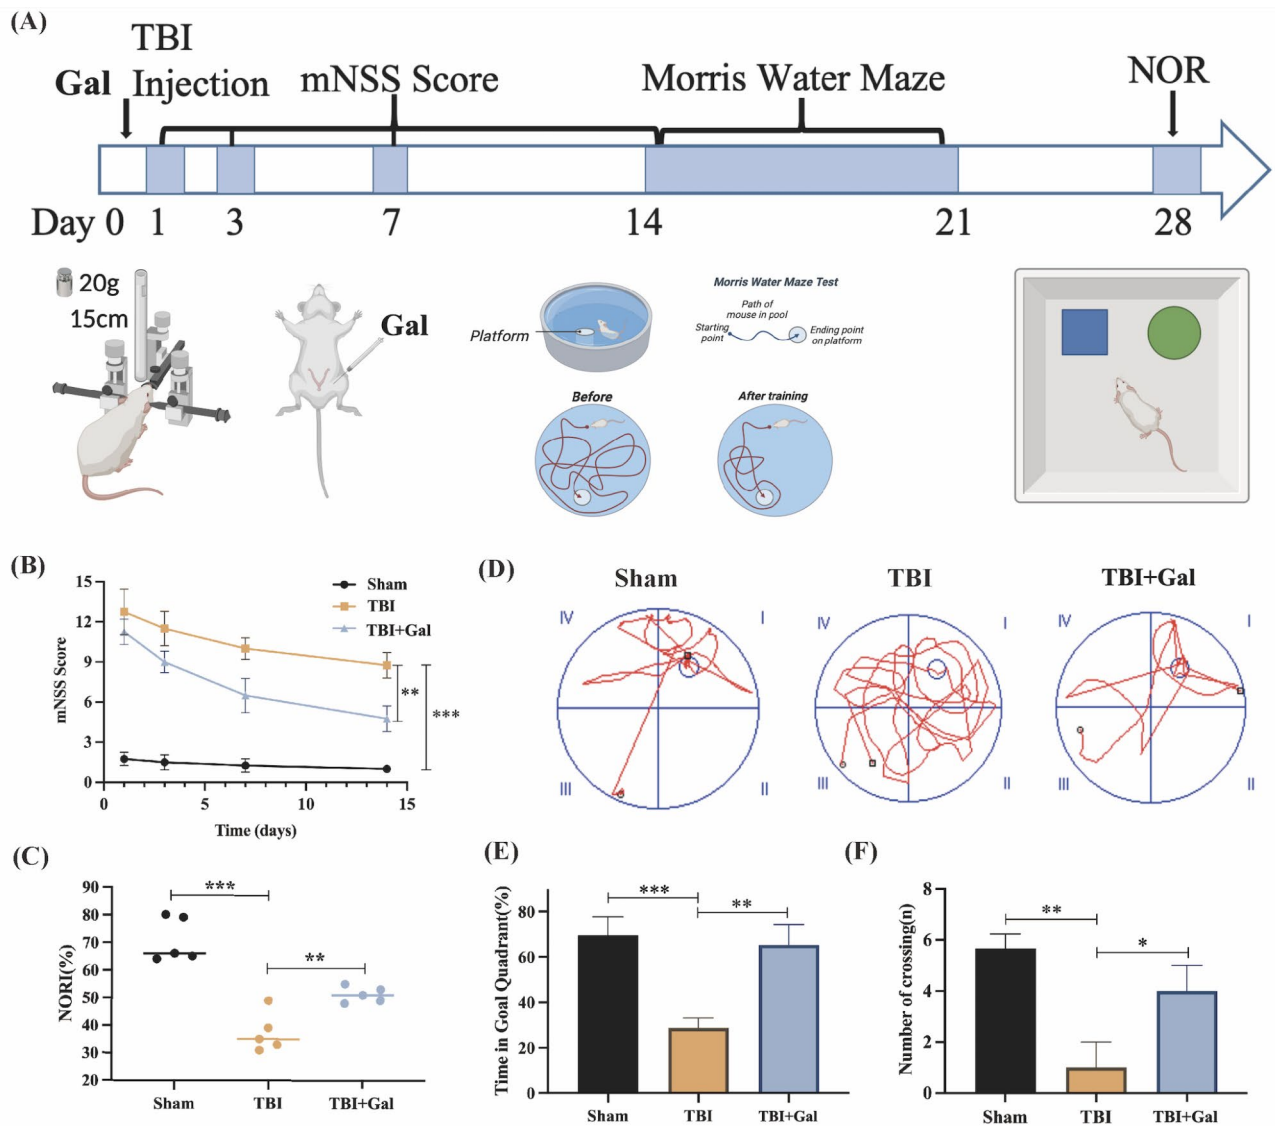 (A)
TBI
Gal Injection
mNSS Score
Morris Water Maze
NOR
Day 0 1 3 7 14 21 28
20g
15cm
Gal
Platform
Morris Water Maze Test
Path of
mouse in pool
Starting
point
Ending point
on platform
Before
After training
(B)
15
12
9
6
3
0
mNSS Score
Sham
TBI
TBI+Gal
**
***
0 5 10 15
Time (days)
(D)
Sham
TBI
TBI+Gal
IV I
III II
IV I
III II
IV I
III II
(C)
90
80
70
60
50
40
30
20
NORI(%)
***
**
Sham TBI TBI+Gal
(E)
80
60
40
20
0
Time in Goal Quadrant(%)
***
**
Sham TBI TBI+Gal
(F)
8
6
4
2
0
Number of crossing(n)
**
*
Sham TBI TBI+Gal